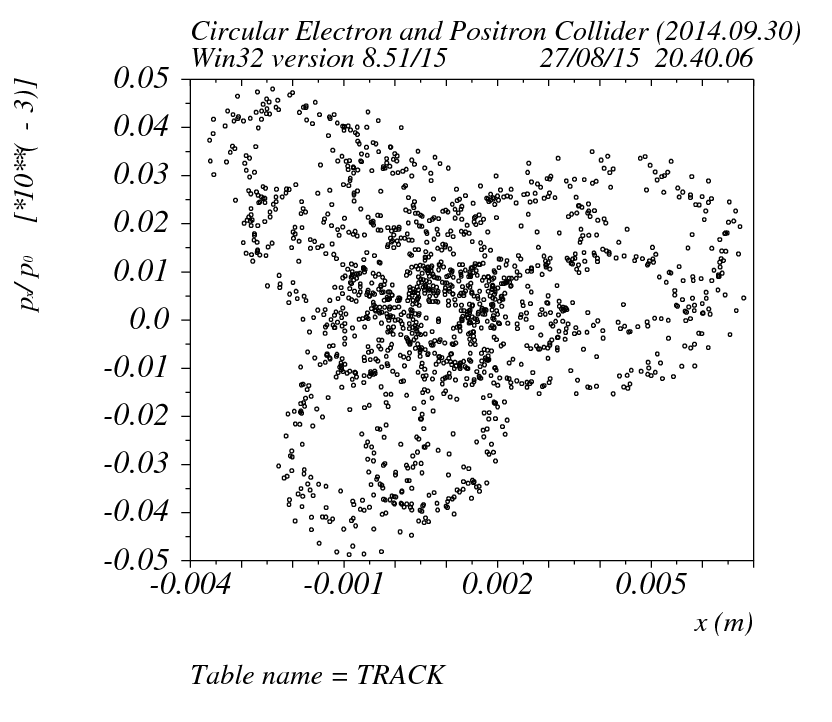 Circular Electron and Positron Collider (2014.09.30)
Win32 version 8.51/15 27/08/15 20.40.06
px/ p0 [*10**( - 3)]
0.05
0.04
0.03
0.02
0.01
0.0
-0.01
-0.02
-0.03
-0.04
-0.05
-0.004 -0.001 0.002 0.005
x (m)
Table name = TRACK